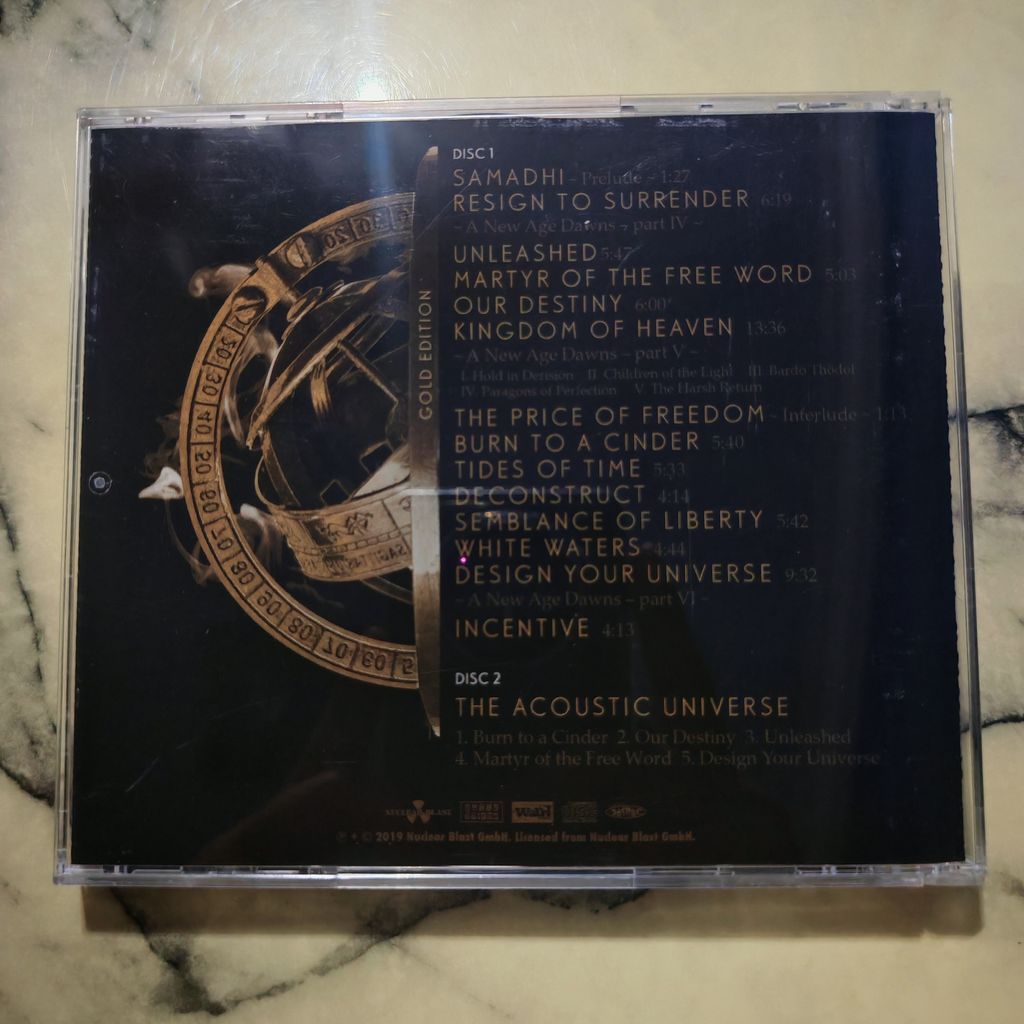 DISC 1
SAMADHI ~ Prelude ~ 1:27
RESIGN TO SURRENDER 6:19
~ A New Age Dawns ~ part IV ~
UNLEASHED 5:47
MARTYR OF THE FREE WORD 5:03
OUR DESTINY 6:00
KINGDOM OF HEAVEN 13:36
~ A New Age Dawns ~ part V ~
I. Hold in Derision II. Children of the Light III. Bardo Thödol
IV. Paragons of Perfection V. The Harsh Return
THE PRICE OF FREEDOM ~ Interlude ~ 1:13
BURN TO A CINDER 5:40
TIDES OF TIME 5:33
DECONSTRUCT 4:14
SEMBLANCE OF LIBERTY 5:42
WHITE WATERS 4:44
DESIGN YOUR UNIVERSE 9:32
~ A New Age Dawns ~ part VI ~
INCENTIVE 4:13
GOLD EDITION
DISC 2
THE ACOUSTIC UNIVERSE
1. Burn to a Cinder 2. Our Destiny 3. Unleashed
4. Martyr of the Free Word 5. Design Your Universe
NUCLEAR BLAST
℗ + © 2019 Nuclear Blast GmbH. Licensed from Nuclear Blast GmbH.